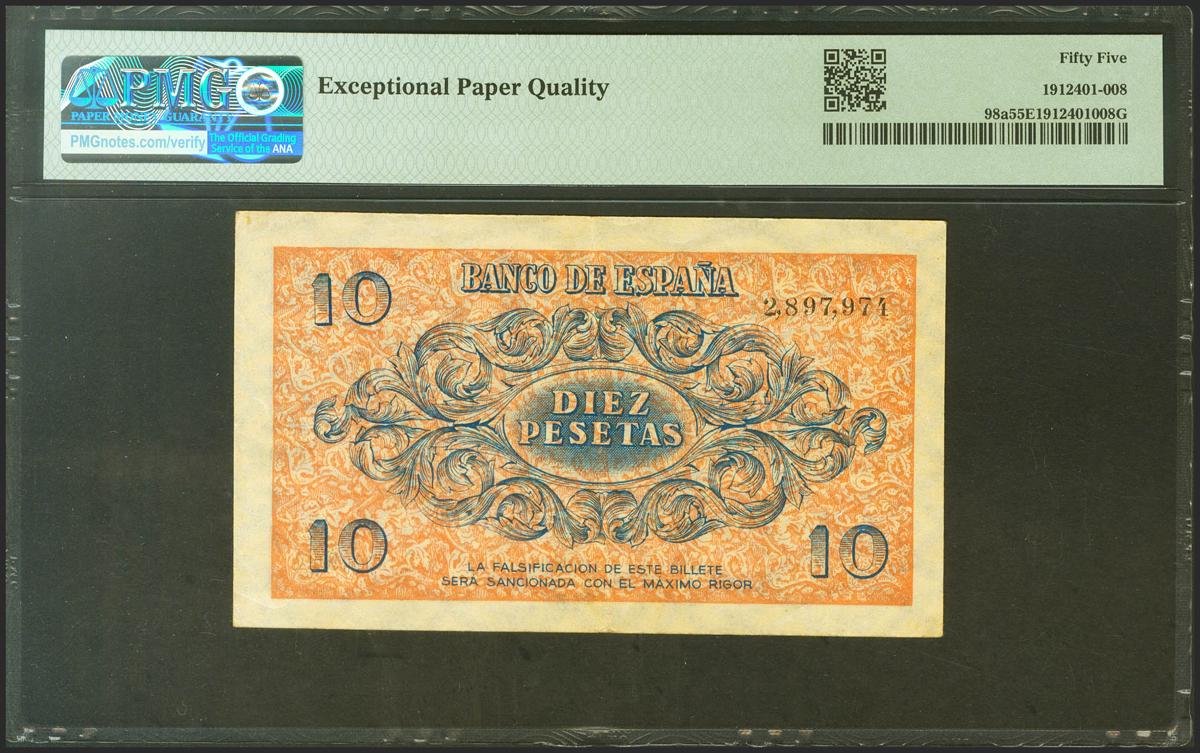 PMG
PAPER MONEY GUARANTY
PMGnotes.com/verify
The Official Grading
Service of the ANA
Exceptional Paper Quality
Fifty Five
1912401-008
98a55E1912401008G
BANCO DE ESPAÑA
10
2,897,974
DIEZ
PESETAS
10
10
LA FALSIFICACION DE ESTE BILLETE
SERA SANCIONADA CON EL MÁXIMO RIGOR